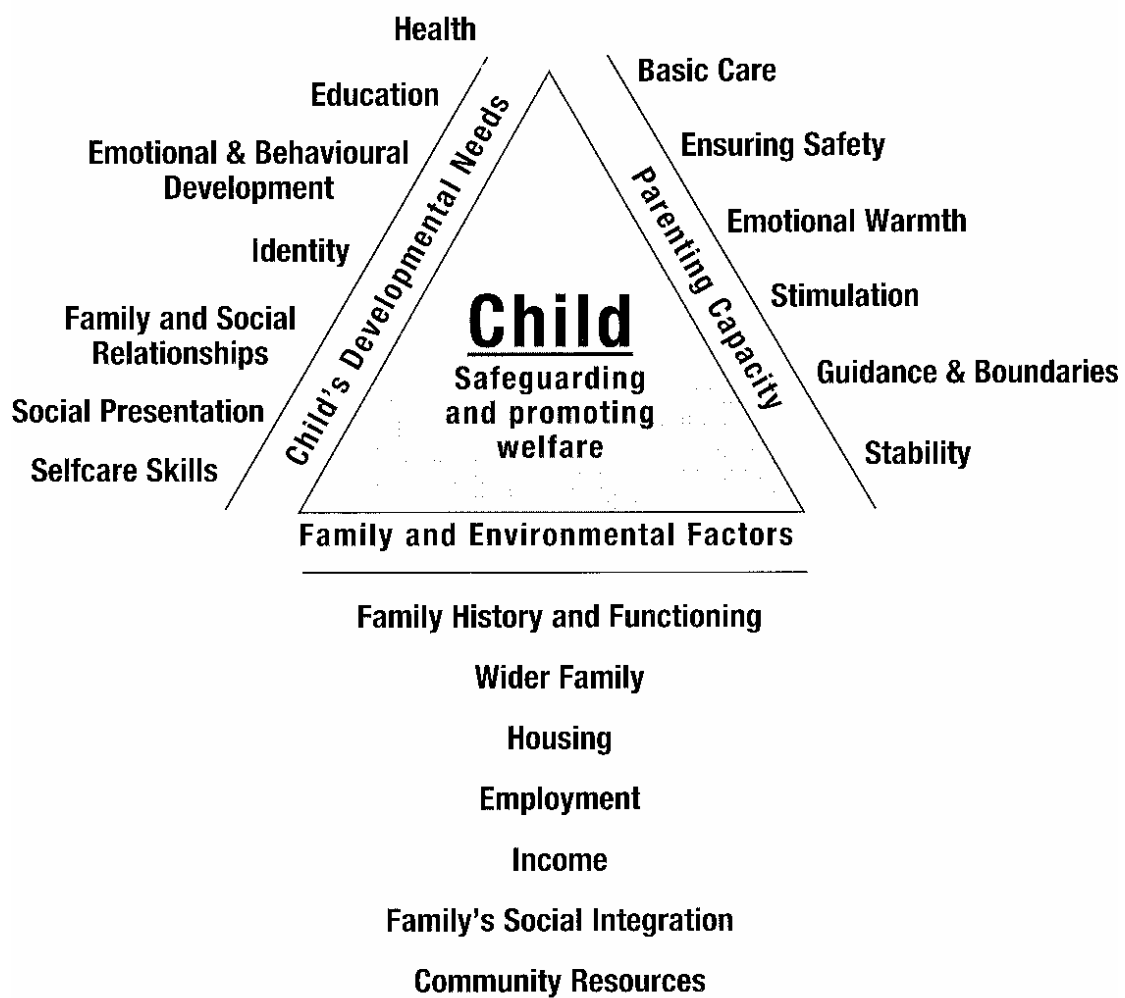 Health
Education
Emotional & Behavioural
Development
Identity
Family and Social
Relationships
Social Presentation
Selfcare Skills
Child's Developmental Needs
Basic Care
Ensuring Safety
Emotional Warmth
Stimulation
Guidance & Boundaries
Stability
Parenting Capacity
Child
Safeguarding
and promoting
welfare
Family and Environmental Factors
Family History and Functioning
Wider Family
Housing
Employment
Income
Family's Social Integration
Community Resources